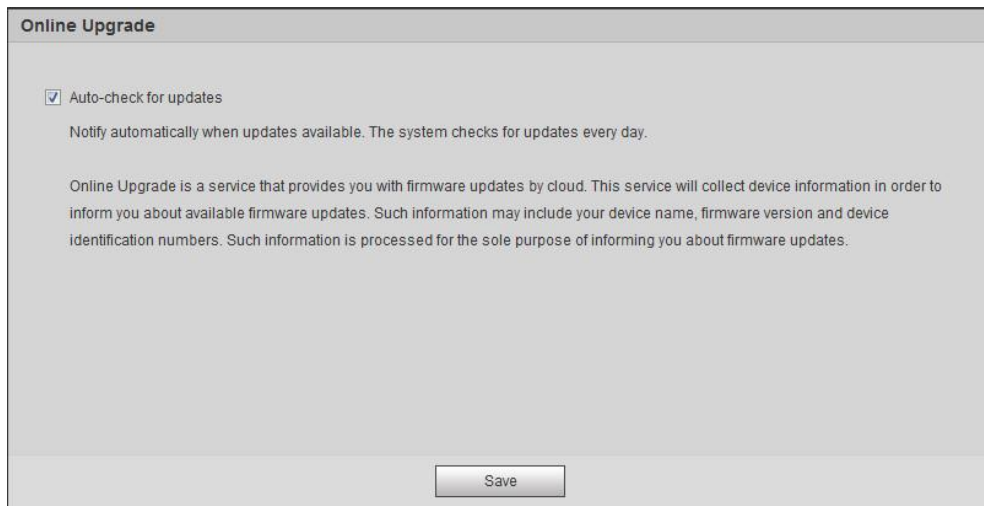 Online Upgrade
Auto-check for updates
Notify automatically when updates available. The system checks for updates every day.
Online Upgrade is a service that provides you with firmware updates by cloud. This service will collect device information in order to
inform you about available firmware updates. Such information may include your device name, firmware version and device
identification numbers. Such information is processed for the sole purpose of informing you about firmware updates.
Save